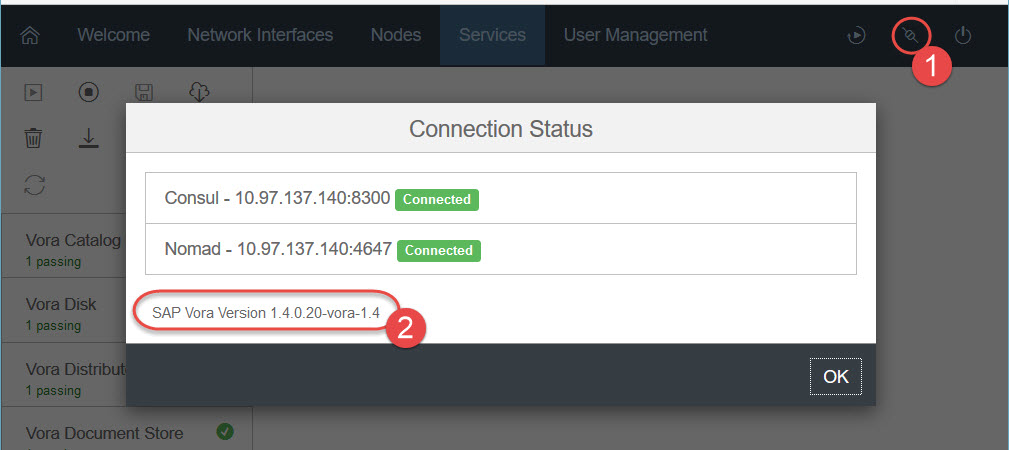 Welcome Network Interfaces Nodes Services User Management
1
Connection Status
Consul - 10.97.137.140:8300 Connected
Nomad - 10.97.137.140:4647 Connected
SAP Vora Version 1.4.0.20-vora-1.4
2
OK
Vora Catalog
1 passing
Vora Disk
1 passing
Vora Distribut
1 passing
Vora Document Store